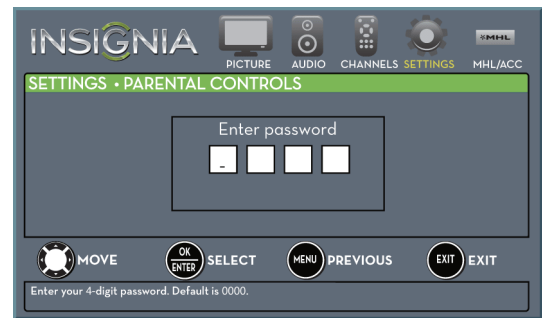 INSIGNIA
PICTURE AUDIO CHANNELS SETTINGS MHL/ACC
MHL
SETTINGS • PARENTAL CONTROLS
Enter password
_
MOVE OK ENTER SELECT MENU PREVIOUS EXIT EXIT
Enter your 4-digit password. Default is 0000.